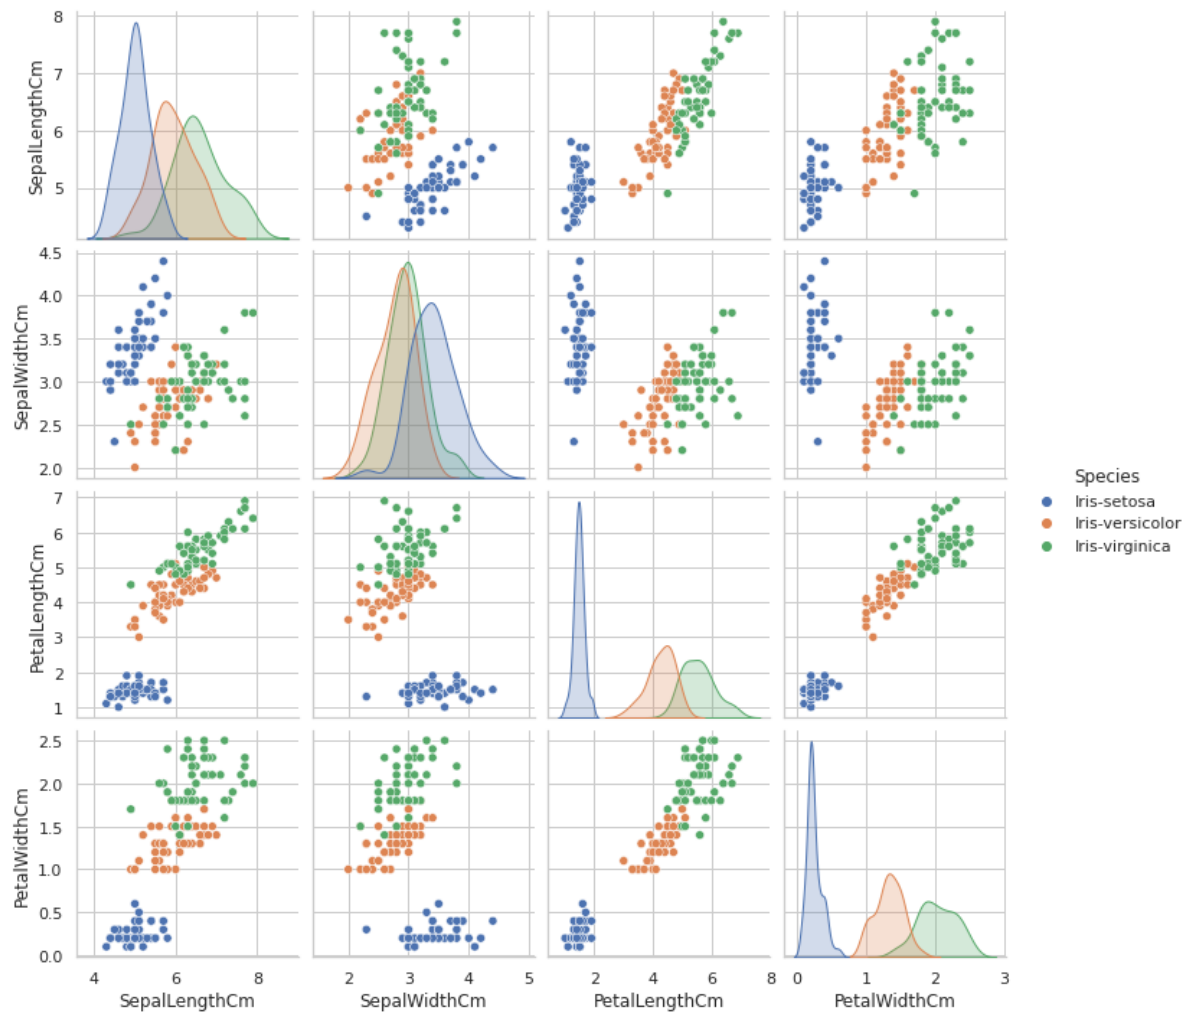 8
7
6
5
SepalLengthCm
4.5
4.0
3.5
3.0
2.5
2.0
SepalWidthCm
7
6
5
4
3
2
1
PetalLengthCm
2.5
2.0
1.5
1.0
0.5
0.0
PetalWidthCm
4 6 8
SepalLengthCm
2 3 4 5
SepalWidthCm
2 4 6 8
PetalLengthCm
0 1 2 3
PetalWidthCm
Species
Iris-setosa
Iris-versicolor
Iris-virginica